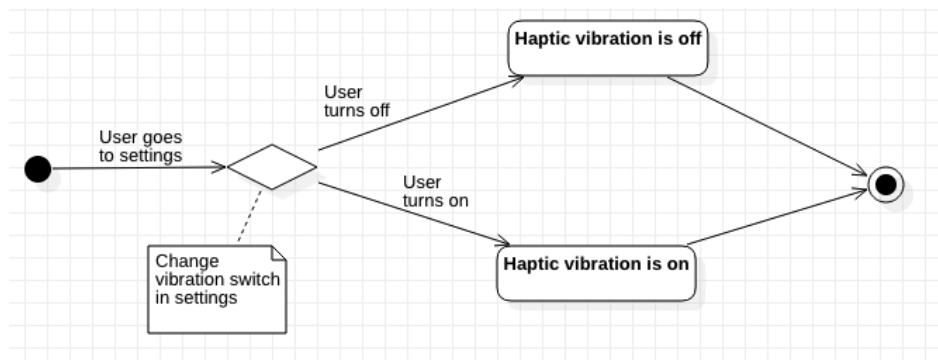 Haptic vibration is off
User
turns off
User goes
to settings
User
turns on
Change
vibration switch
in settings
Haptic vibration is on